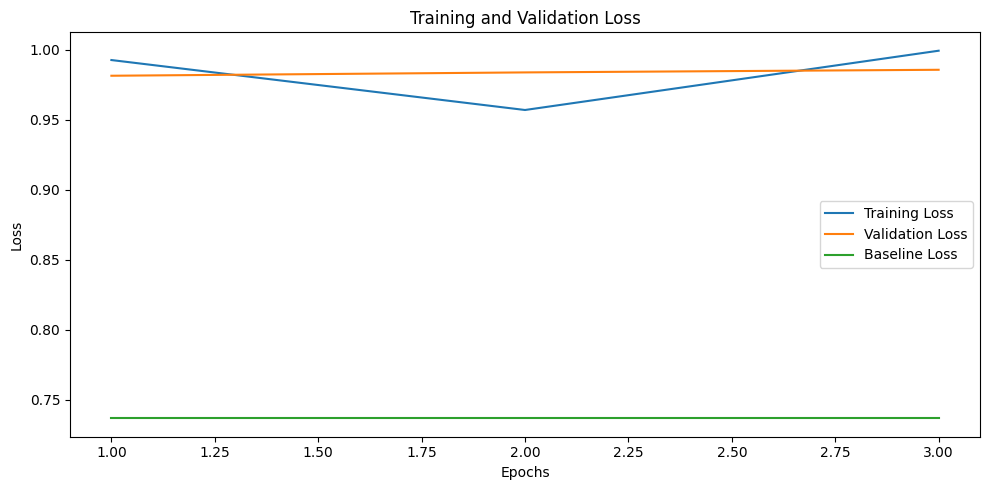 Training and Validation Loss
1.00
0.95
0.90
0.85
0.80
0.75
Loss
Training Loss
Validation Loss
Baseline Loss
1.00 1.25 1.50 1.75 2.00 2.25 2.50 2.75 3.00
Epochs